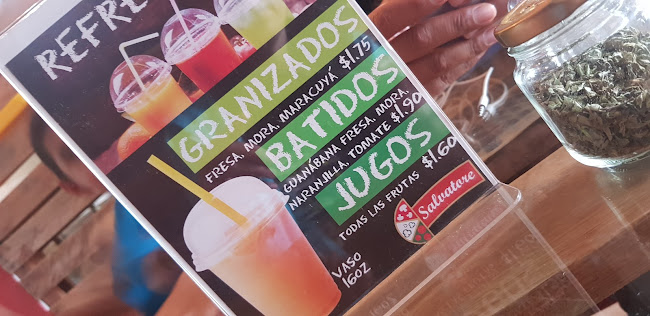 REFRE
GRANIZADOS
FRESA, MORA, MARACUYÁ $1.75
BATIDOS
GUANÁBANA FRESA, MORA,
NARANJILLA, TOMATE $1.90
JUGOS
TODAS LAS FRUTAS $1.60
Salvatore
VASO
16OZ